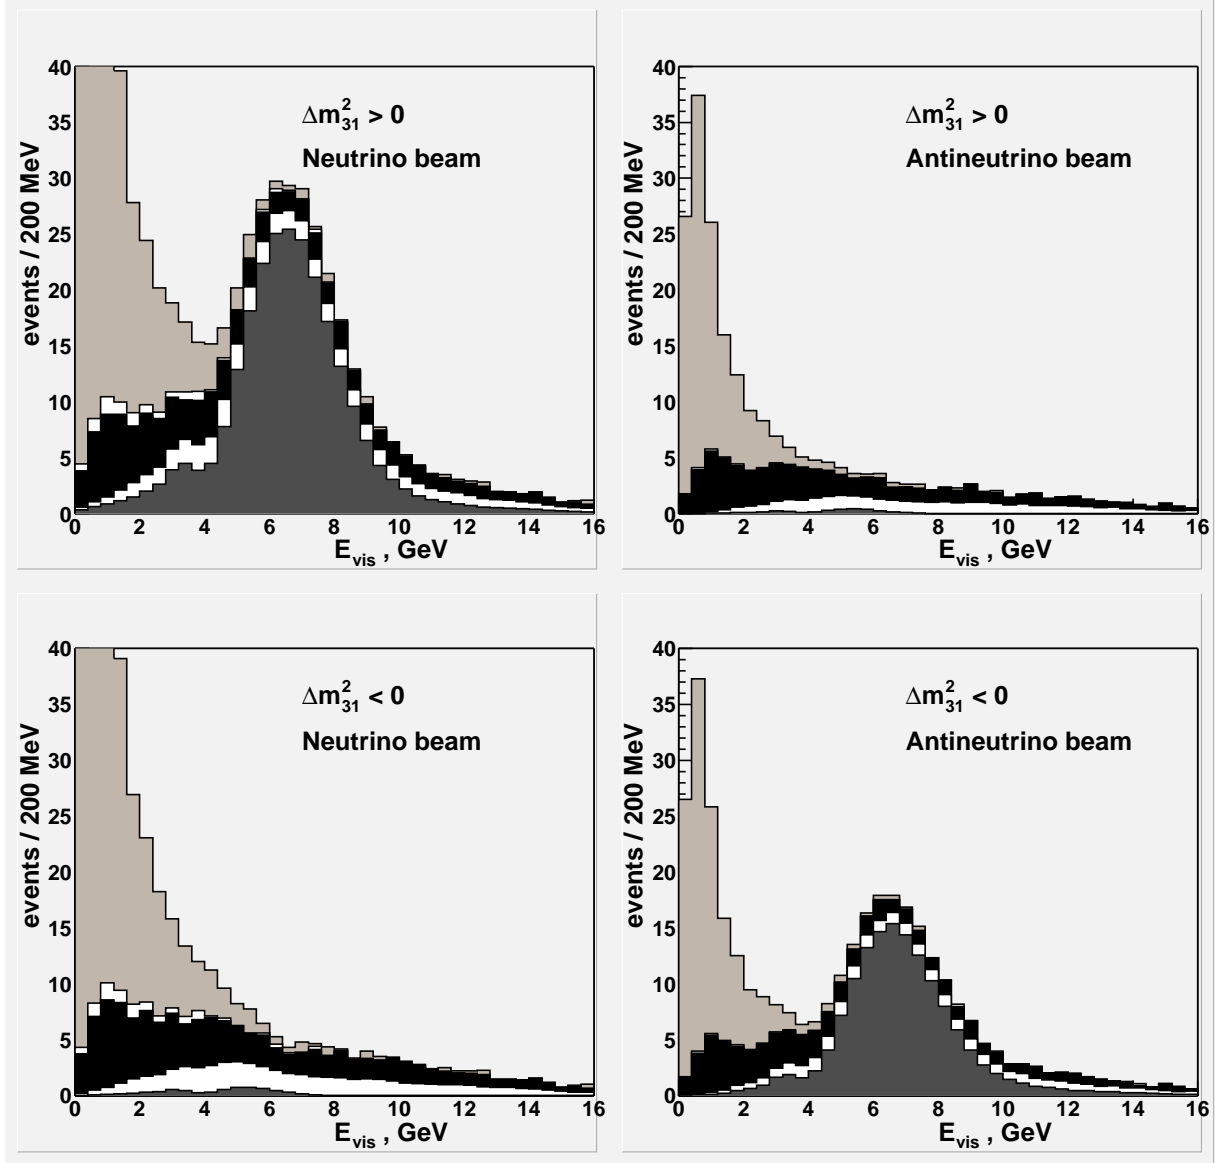 40
35
30
25
20
15
10
5
0
events / 200 MeV
Δm²₃₁ > 0
Neutrino beam
0 2 4 6 8 10 12 14 16
E_vis , GeV
40
35
30
25
20
15
10
5
0
events / 200 MeV
Δm²₃₁ > 0
Antineutrino beam
0 2 4 6 8 10 12 14 16
E_vis , GeV
40
35
30
25
20
15
10
5
0
events / 200 MeV
Δm²₃₁ < 0
Neutrino beam
0 2 4 6 8 10 12 14 16
E_vis , GeV
40
35
30
25
20
15
10
5
0
events / 200 MeV
Δm²₃₁ < 0
Antineutrino beam
0 2 4 6 8 10 12 14 16
E_vis , GeV